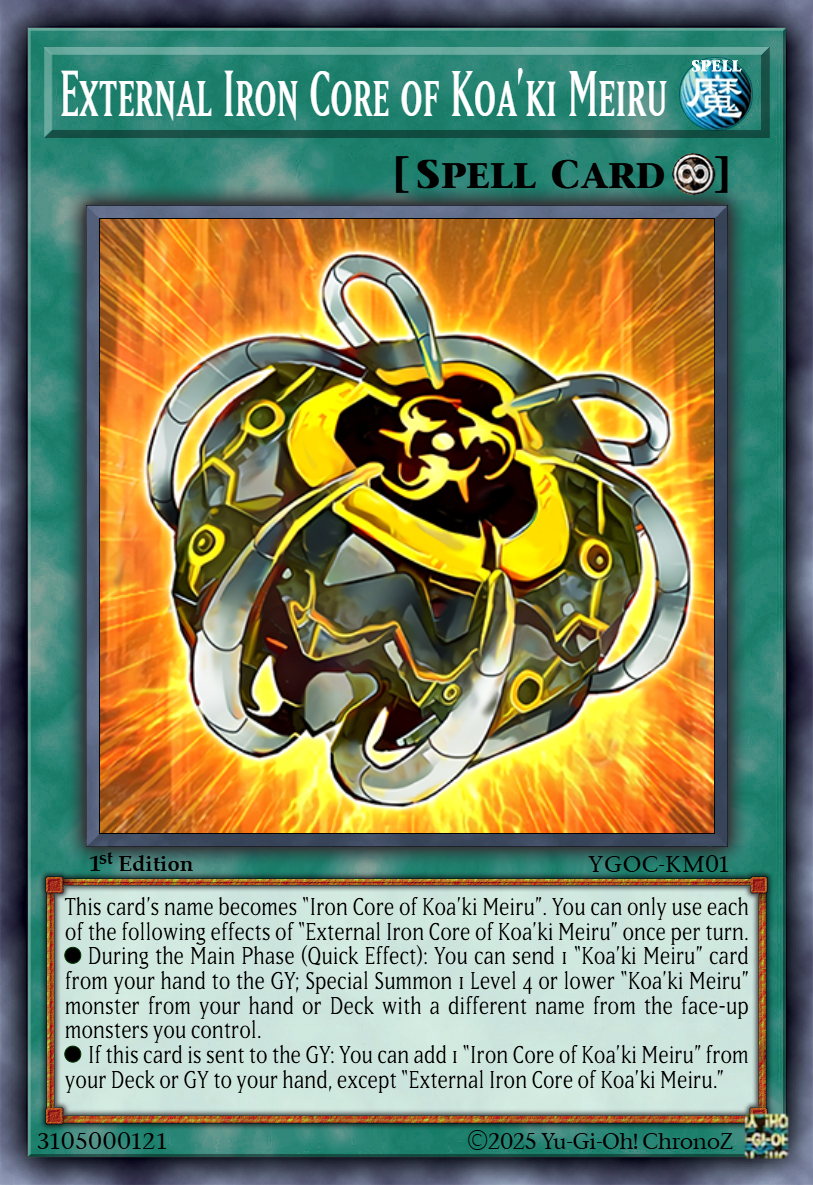 External Iron Core of Koa'ki Meiru
SPELL
魔
[Spell Card]
1st Edition
YGOC-KM01
This card's name becomes "Iron Core of Koa'ki Meiru". You can only use each
of the following effects of "External Iron Core of Koa'ki Meiru" once per turn.
● During the Main Phase (Quick Effect): You can send 1 "Koa'ki Meiru" card
from your hand to the GY; Special Summon 1 Level 4 or lower "Koa'ki Meiru"
monster from your hand or Deck with a different name from the face-up
monsters you control.
● If this card is sent to the GY: You can add 1 "Iron Core of Koa'ki Meiru" from
your Deck or GY to your hand, except "External Iron Core of Koa'ki Meiru."
3105000121
©2025 Yu-Gi-Oh! ChronoZ